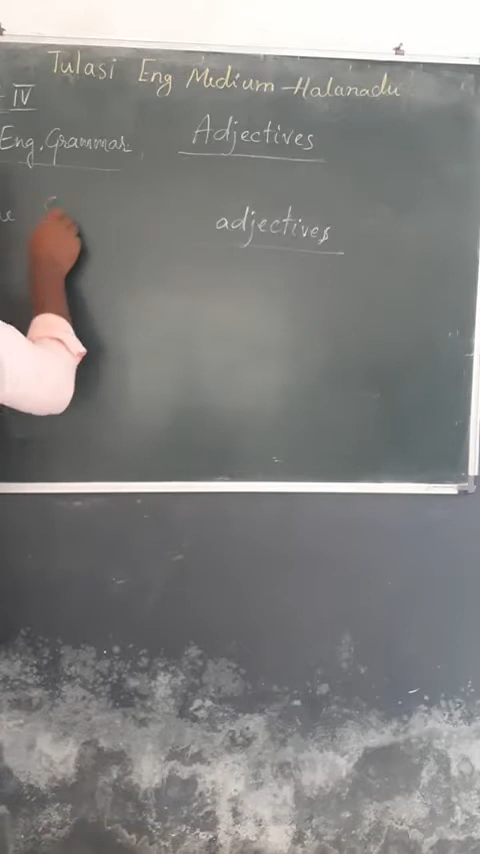 Tulasi Eng Medium - Halanadu
IV
Eng. Grammar Adjectives
adjectives